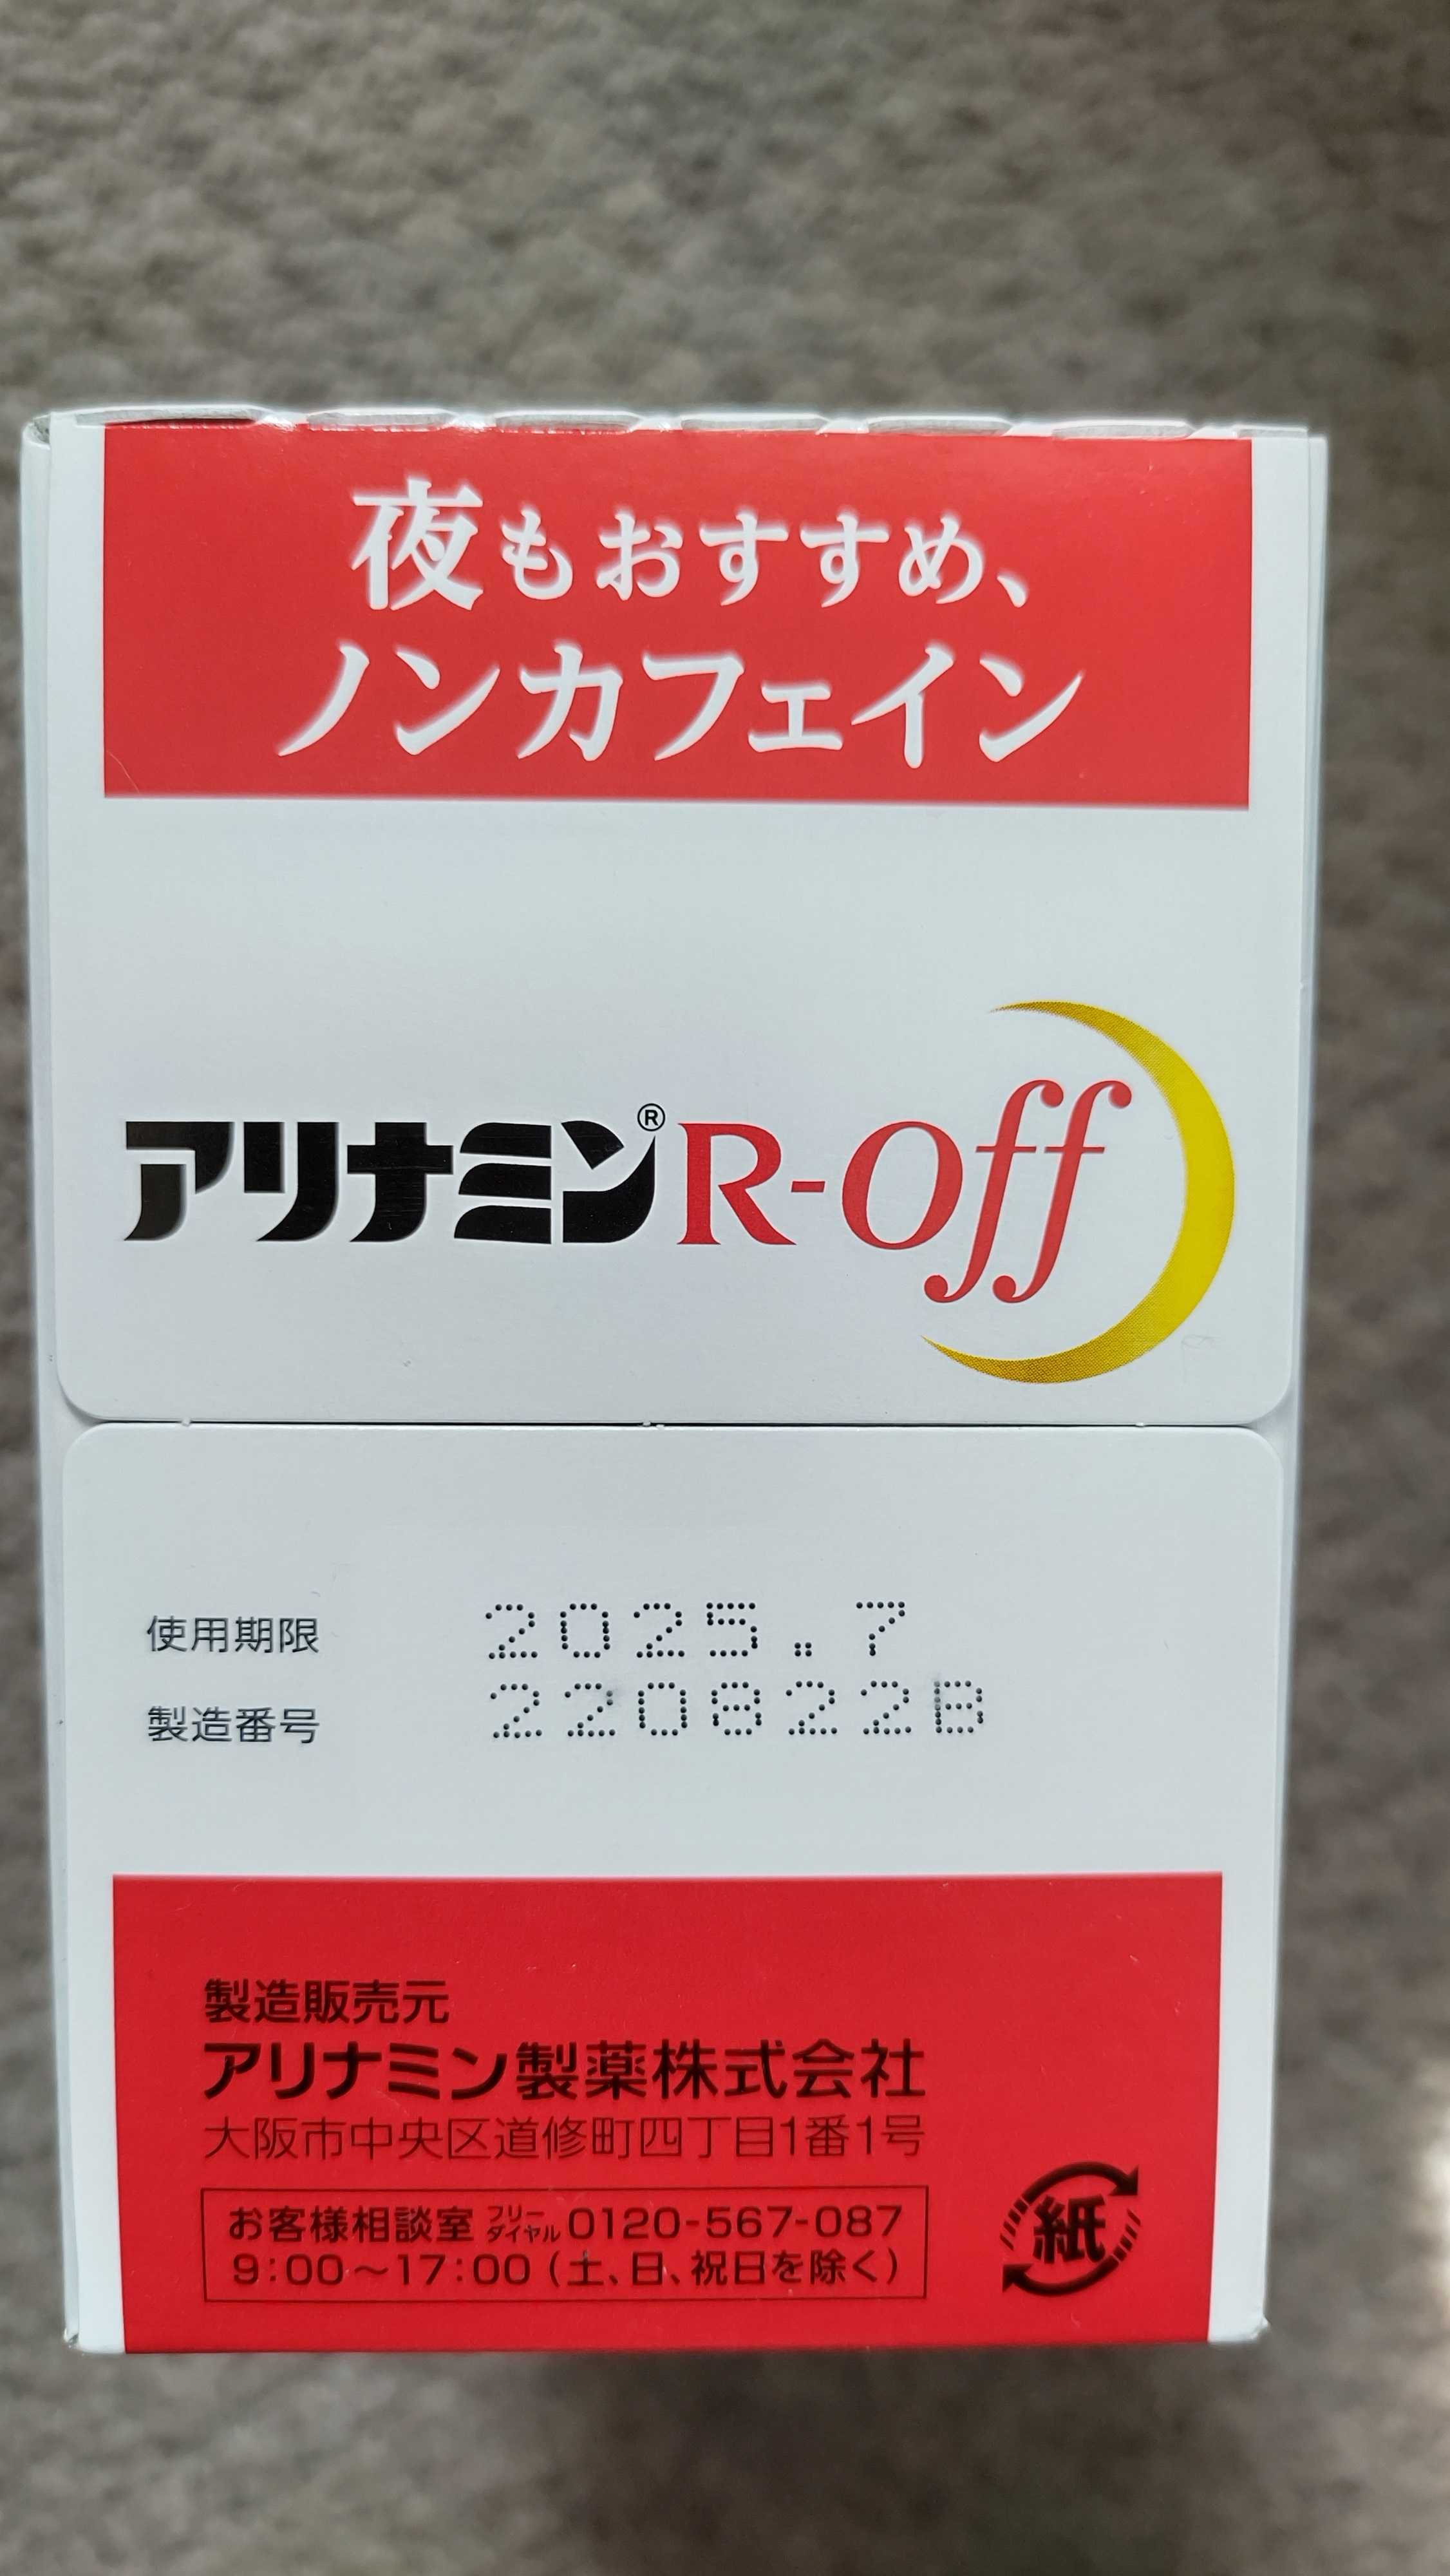 夜もおすすめ、
ノンカフェイン
アリナミン®R-Off
使用期限 2025.7
製造番号 220822B
製造販売元
アリナミン製薬株式会社
大阪市中央区道修町四丁目1番1号
お客様相談室 フリーダイヤル 0120-567-087
9:00～17:00(土、日、祝日を除く)
紙